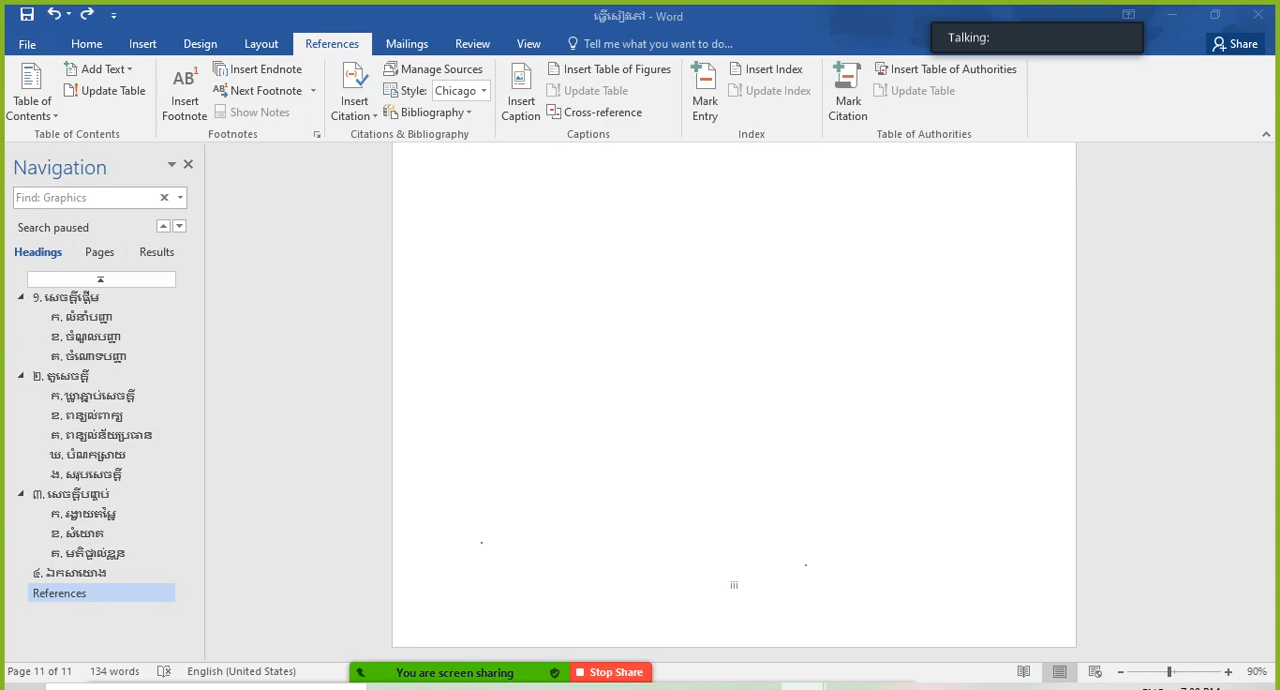 ធ្វើសៀវភៅ - Word
Talking:
File Home Insert Design Layout References Mailings Review View Tell me what you want to do... Share
Table of Contents
Add Text
Update Table
Table of Contents
AB1 Insert Footnote
Insert Endnote
AB1 Next Footnote
Show Notes
Footnotes
Insert Citation
Manage Sources
Style: Chicago
Bibliography
Citations & Bibliography
Insert Caption
Insert Table of Figures
Update Table
Cross-reference
Captions
Mark Entry
Insert Index
Update Index
Index
Mark Citation
Insert Table of Authorities
Update Table
Table of Authorities
Navigation
Find: Graphics
Search paused
Headings Pages Results
១. សេចក្តីផ្តើម
ក. លំនាំបញ្ហា
ខ. ចំណូលបញ្ហា
គ. ចំណោទបញ្ហា
២. តួសេចក្តី
ក. ឃ្លាភ្ជាប់សេចក្តី
ខ. ពន្យល់ពាក្យ
គ. ពន្យល់ន័យប្រធាន
ឃ. បំណកស្រាយ
ង. សរុបសេចក្តី
៣. សេចក្តីបញ្ចប់
ក. វាយតម្លៃ
ខ. សំយោគ
គ. មតិផ្ទាល់ខ្លួន
៤. ឯកសាយោង
References
iii
Page 11 of 11 134 words English (United States) You are screen sharing Stop Share 90%